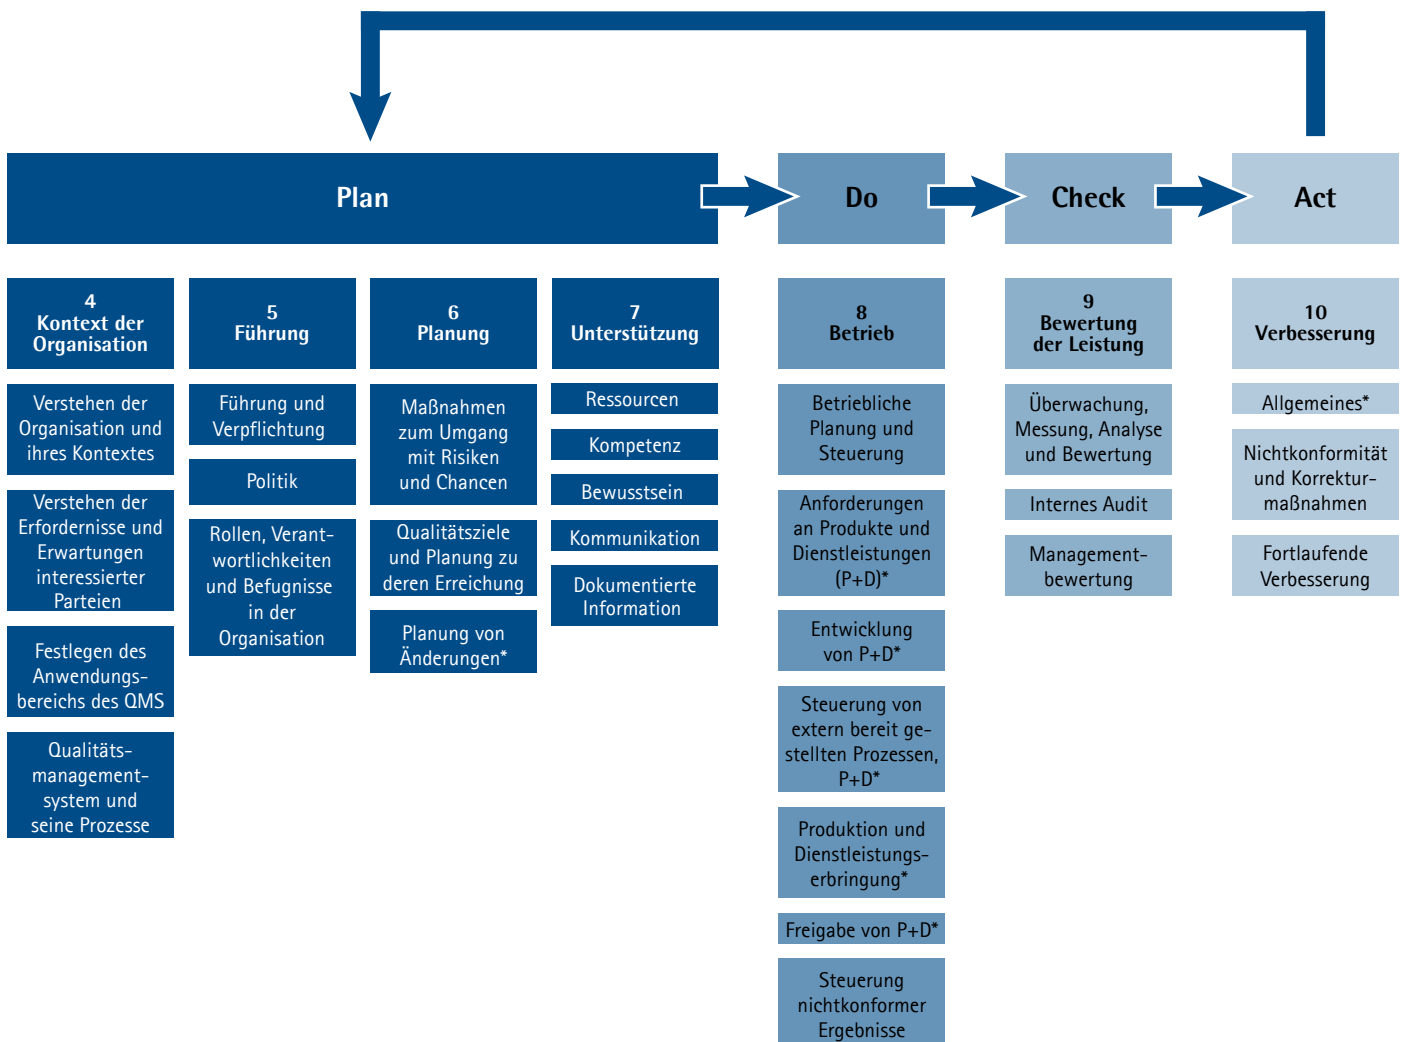 Plan
Do
Check
Act
4
Kontext der
Organisation
Verstehen der
Organisation und
ihres Kontextes
Verstehen der
Erfordernisse und
Erwartungen
interessierter
Parteien
Festlegen des
Anwendungs-
bereichs des QMS
Qualitäts-
management-
system und
seine Prozesse
5
Führung
Führung und
Verpflichtung
Politik
Rollen, Verant-
wortlichkeiten
und Befugnisse
in der
Organisation
6
Planung
Maßnahmen
zum Umgang
mit Risiken
und Chancen
Qualitätsziele
und Planung zu
deren Erreichung
Planung von
Änderungen*
7
Unterstützung
Ressourcen
Kompetenz
Bewusstsein
Kommunikation
Dokumentierte
Information
8
Betrieb
Betriebliche
Planung und
Steuerung
Anforderungen
an Produkte und
Dienstleistungen
(P+D)*
Entwicklung
von P+D*
Steuerung von
extern bereit ge-
stellten Prozessen,
P+D*
Produktion und
Dienstleistungs-
erbringung*
Freigabe von P+D*
Steuerung
nichtkonformer
Ergebnisse
9
Bewertung
der Leistung
Überwachung,
Messung, Analyse
und Bewertung
Internes Audit
Management-
bewertung
10
Verbesserung
Allgemeines*
Nichtkonformität
und Korrektur-
maßnahmen
Fortlaufende
Verbesserung